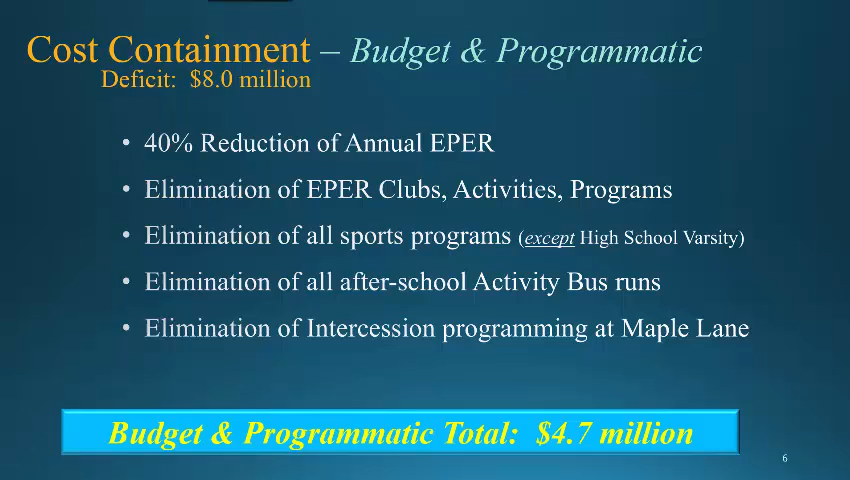 Cost Containment – Budget & Programmatic
Deficit: $8.0 million
• 40% Reduction of Annual EPER
• Elimination of EPER Clubs, Activities, Programs
• Elimination of all sports programs (except High School Varsity)
• Elimination of all after-school Activity Bus runs
• Elimination of Intercession programming at Maple Lane
Budget & Programmatic Total: $4.7 million
6